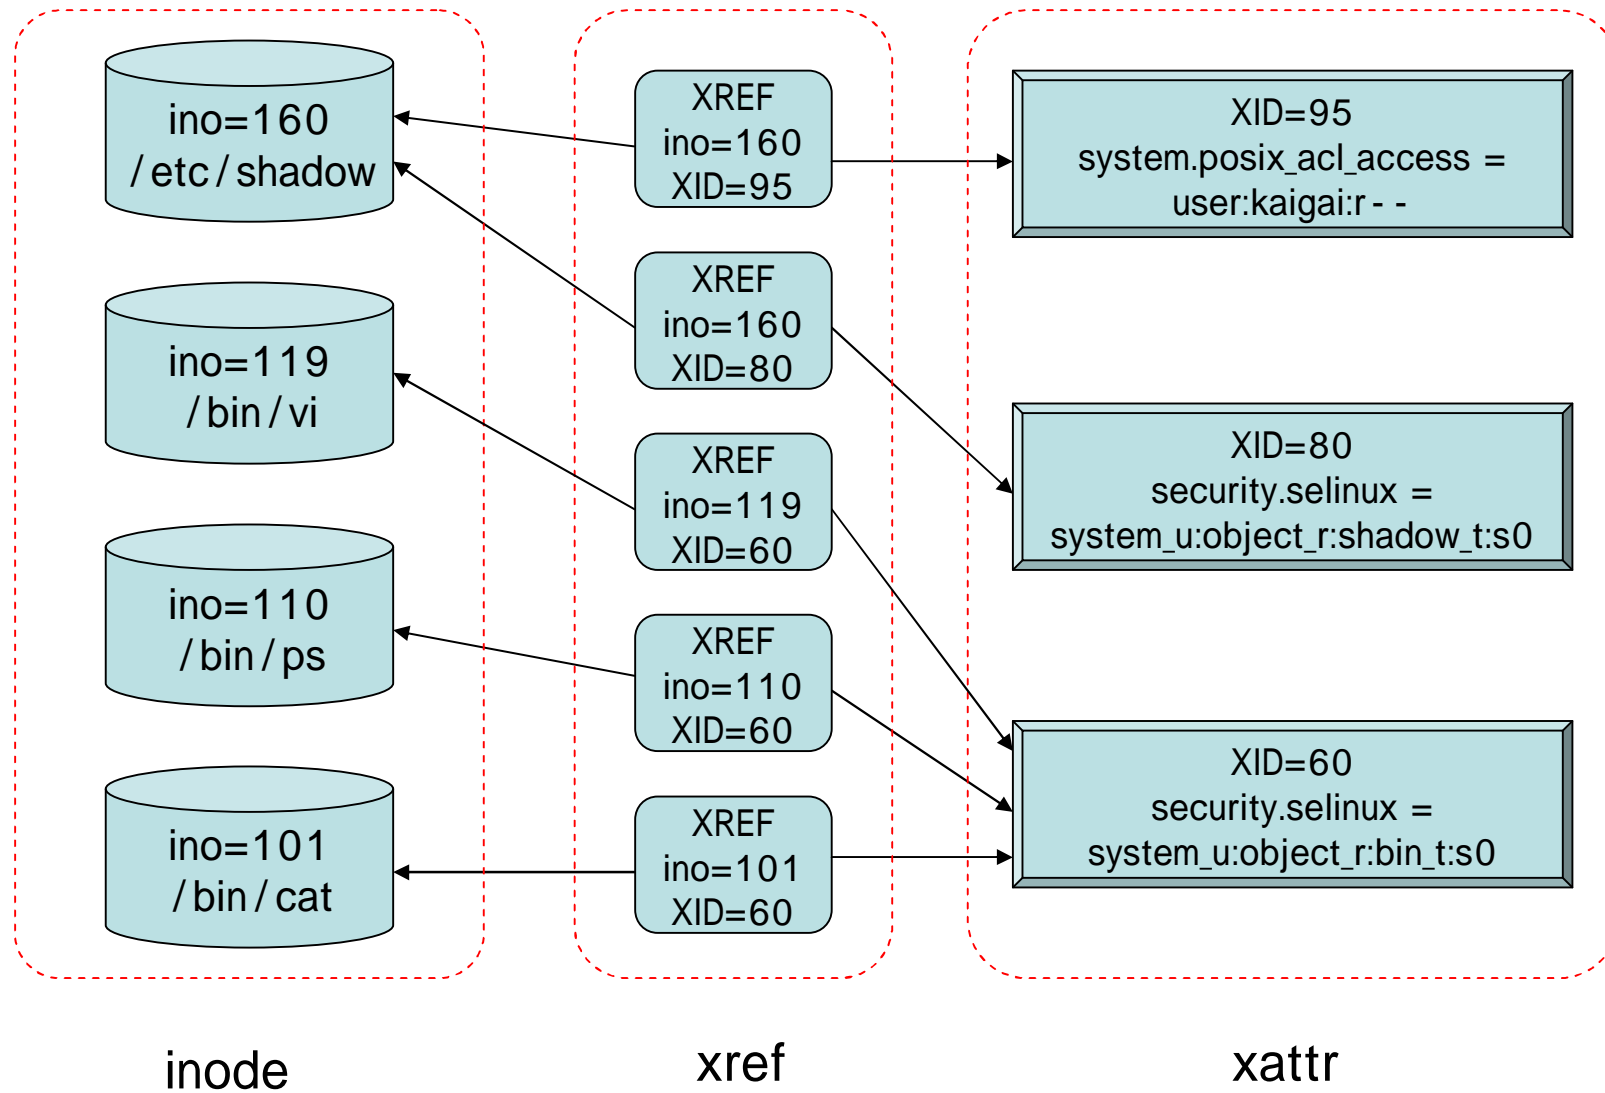 ino=160
/etc/shadow
ino=119
/bin/vi
ino=110
/bin/ps
ino=101
/bin/cat
inode
XREF
ino=160
XID=95
XREF
ino=160
XID=80
XREF
ino=119
XID=60
XREF
ino=110
XID=60
XREF
ino=101
XID=60
xref
XID=95
system.posix_acl_access =
user:kaigai:r--
XID=80
security.selinux =
system_u:object_r:shadow_t:s0
XID=60
security.selinux =
system_u:object_r:bin_t:s0
xattr